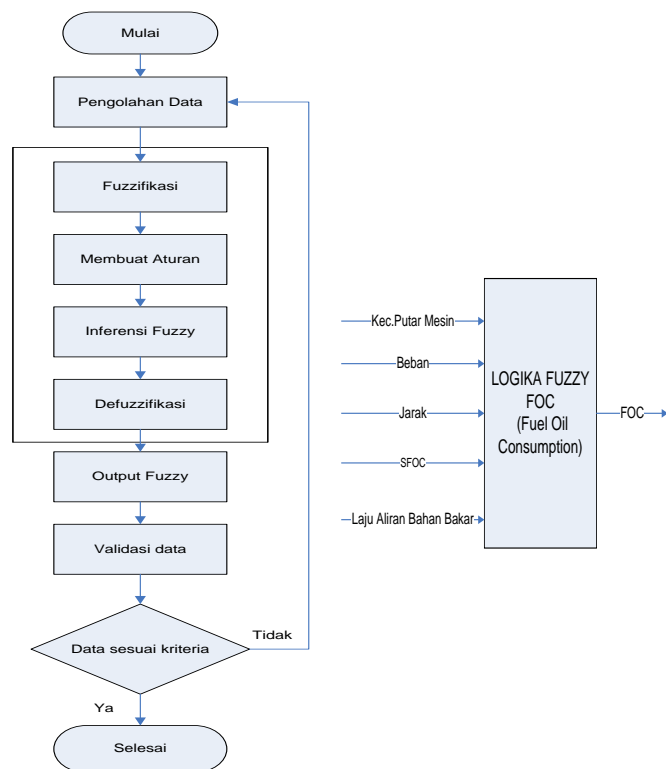 Mulai
Pengolahan Data
Fuzzifikasi
Membuat Aturan
Inferensi Fuzzy
Defuzzifikasi
Output Fuzzy
Validasi data
Data sesuai kriteria
Tidak
Ya
Selesai
Kec.Putar Mesin
Beban
Jarak
SFOC
Laju Aliran Bahan Bakar
LOGIKA FUZZY
FOC
(Fuel Oil
Consumption)
FOC